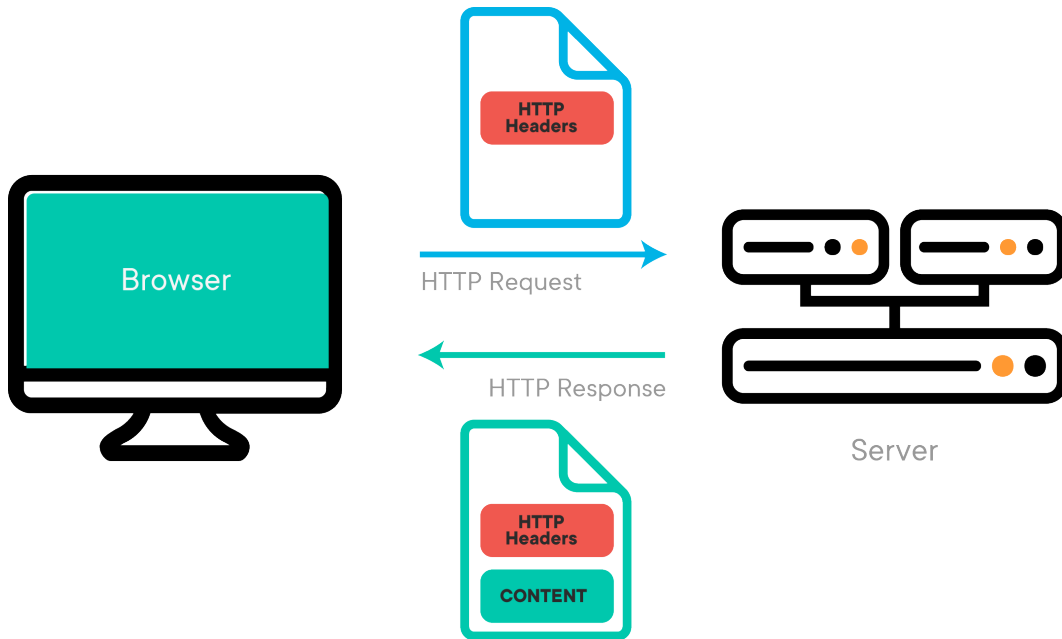 HTTP
Headers
Browser
HTTP Request
HTTP Response
Server
HTTP
Headers
CONTENT